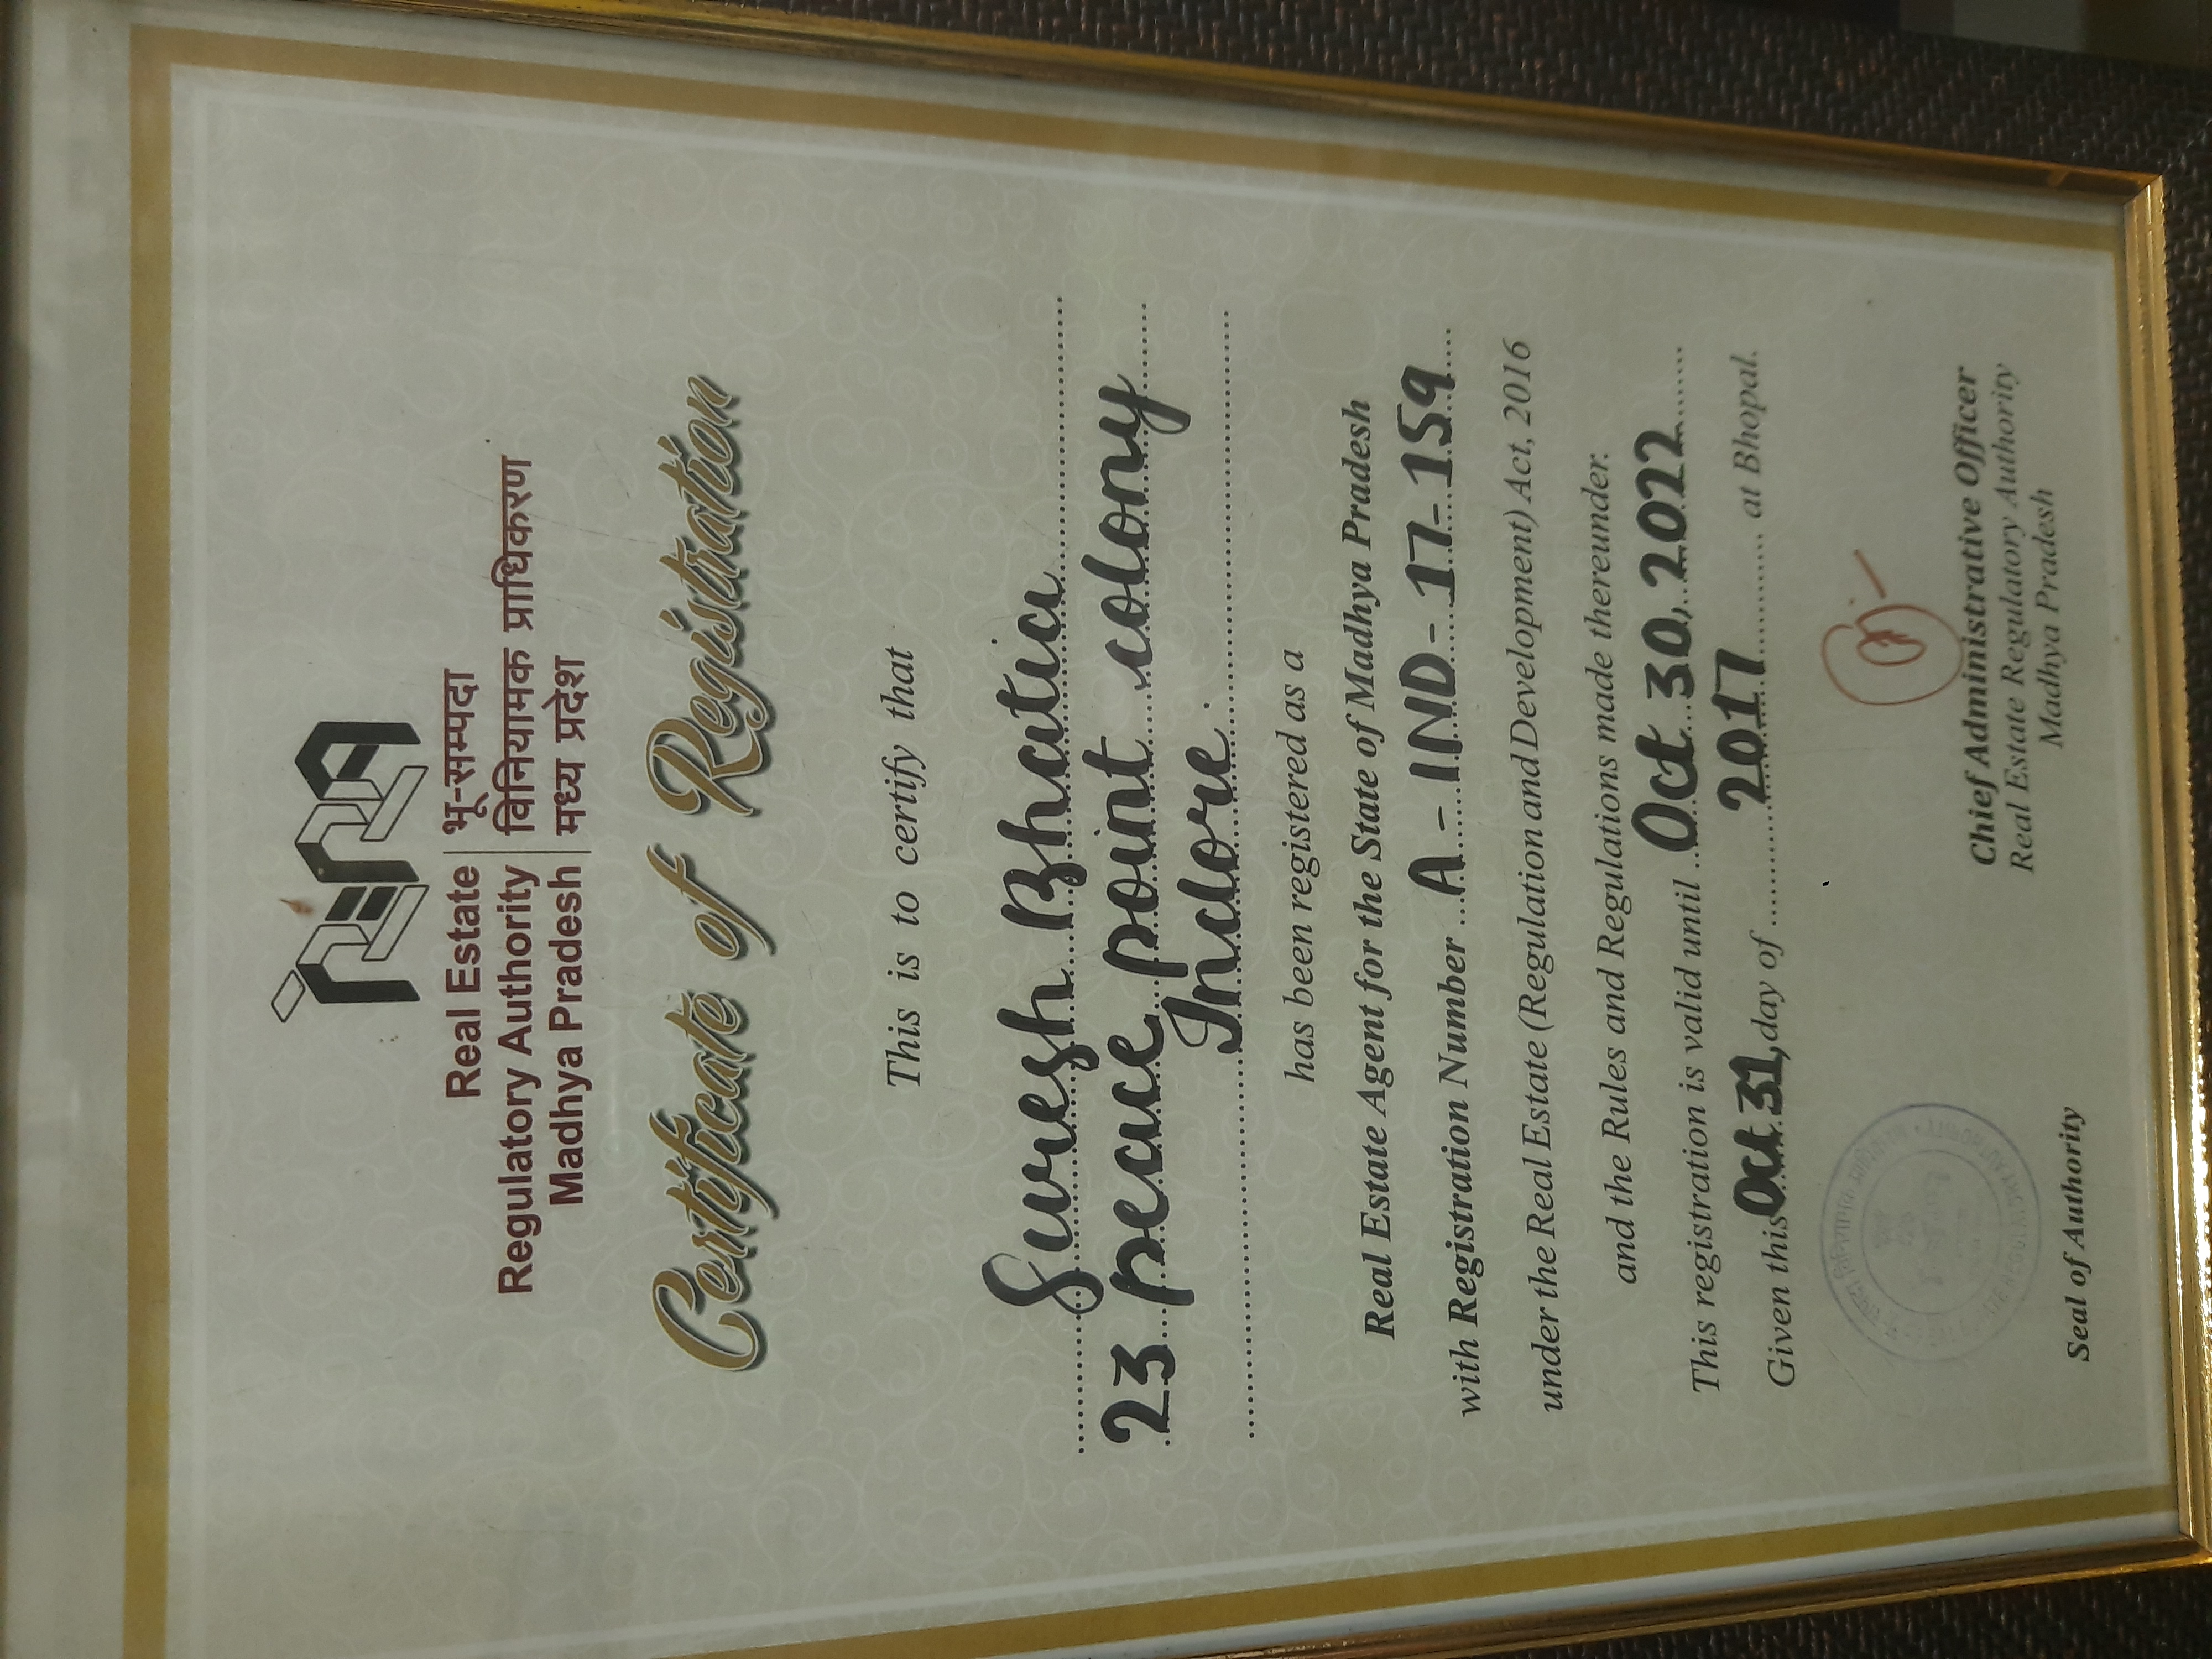 RERA
Real Estate भू-सम्पदा
Regulatory Authority विनियामक प्राधिकरण
Madhya Pradesh मध्य प्रदेश
Certificate of Registration
This is to certify that
Suresh Bhatia
23 peace point colony
Indore.
has been registered as a
Real Estate Agent for the State of Madhya Pradesh
with Registration Number A-IND-17-159
under the Real Estate (Regulation and Development) Act, 2016
and the Rules and Regulations made thereunder.
This registration is valid until Oct 30, 2022
Given this Oct 31, day of 2017 at Bhopal.
Chief Administrative Officer
Real Estate Regulatory Authority
Madhya Pradesh
Seal of Authority